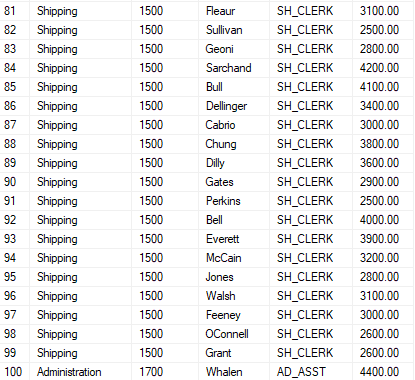 81 Shipping 1500 Fleaur SH_CLERK 3100.00
82 Shipping 1500 Sullivan SH_CLERK 2500.00
83 Shipping 1500 Geoni SH_CLERK 2800.00
84 Shipping 1500 Sarchand SH_CLERK 4200.00
85 Shipping 1500 Bull SH_CLERK 4100.00
86 Shipping 1500 Dellinger SH_CLERK 3400.00
87 Shipping 1500 Cabrio SH_CLERK 3000.00
88 Shipping 1500 Chung SH_CLERK 3800.00
89 Shipping 1500 Dilly SH_CLERK 3600.00
90 Shipping 1500 Gates SH_CLERK 2900.00
91 Shipping 1500 Perkins SH_CLERK 2500.00
92 Shipping 1500 Bell SH_CLERK 4000.00
93 Shipping 1500 Everett SH_CLERK 3900.00
94 Shipping 1500 McCain SH_CLERK 3200.00
95 Shipping 1500 Jones SH_CLERK 2800.00
96 Shipping 1500 Walsh SH_CLERK 3100.00
97 Shipping 1500 Feeney SH_CLERK 3000.00
98 Shipping 1500 OConnell SH_CLERK 2600.00
99 Shipping 1500 Grant SH_CLERK 2600.00
100 Administration 1700 Whalen AD_ASST 4400.00